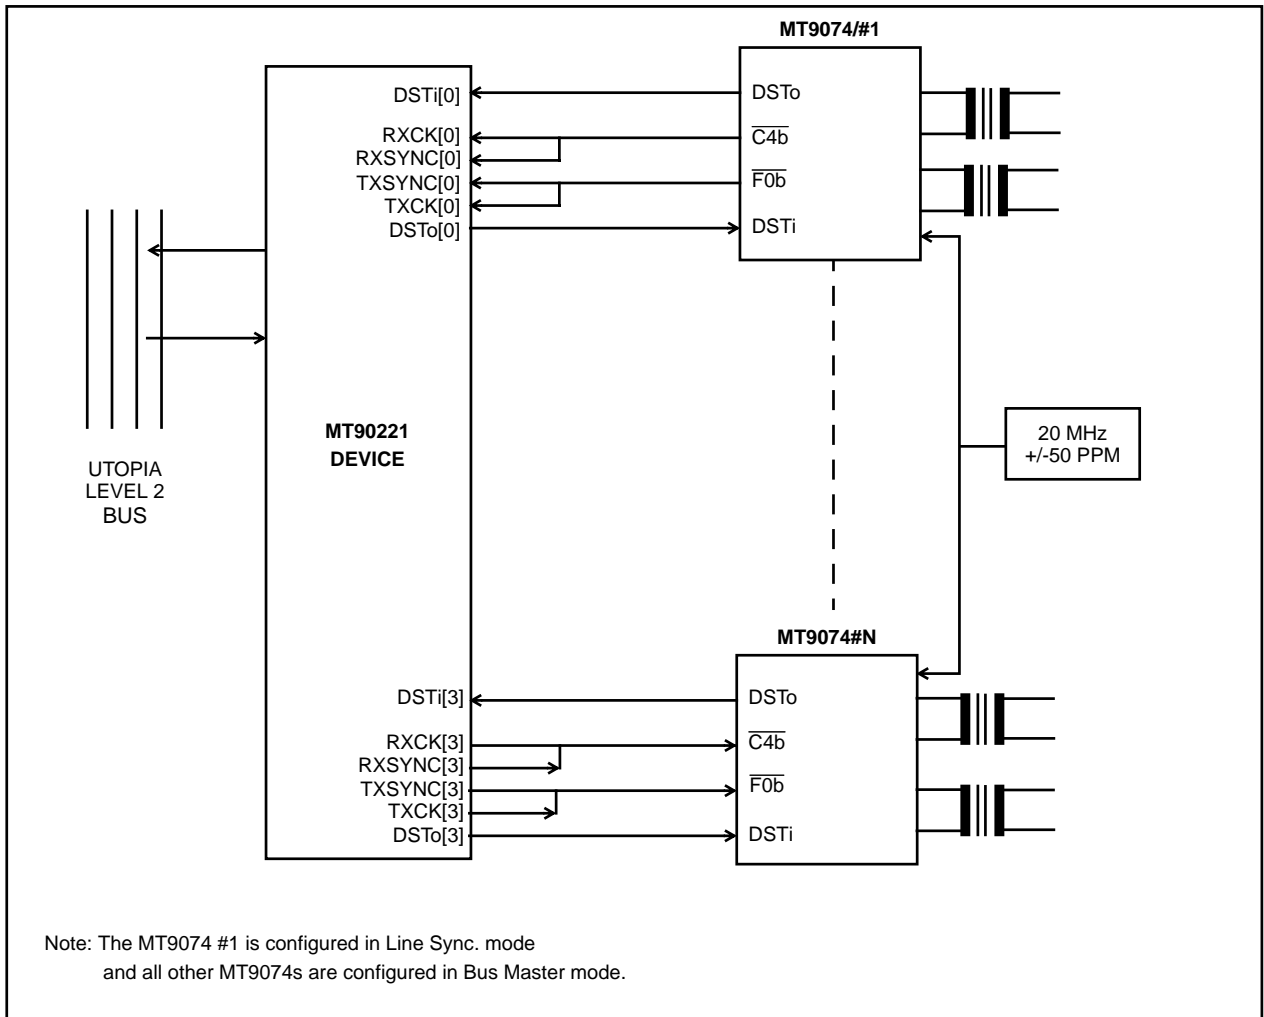 MT9074/#1
DSTi[0]
RXCK[0]
RXSYNC[0]
TXSYNC[0]
TXCK[0]
DSTo[0]
DSTo
C4b
F0b
DSTi
MT90221
DEVICE
UTOPIA
LEVEL 2
BUS
20 MHz
+/-50 PPM
MT9074#N
DSTi[3]
RXCK[3]
RXSYNC[3]
TXSYNC[3]
TXCK[3]
DSTo[3]
DSTo
C4b
F0b
DSTi
Note: The MT9074 #1 is configured in Line Sync. mode
and all other MT9074s are configured in Bus Master mode.